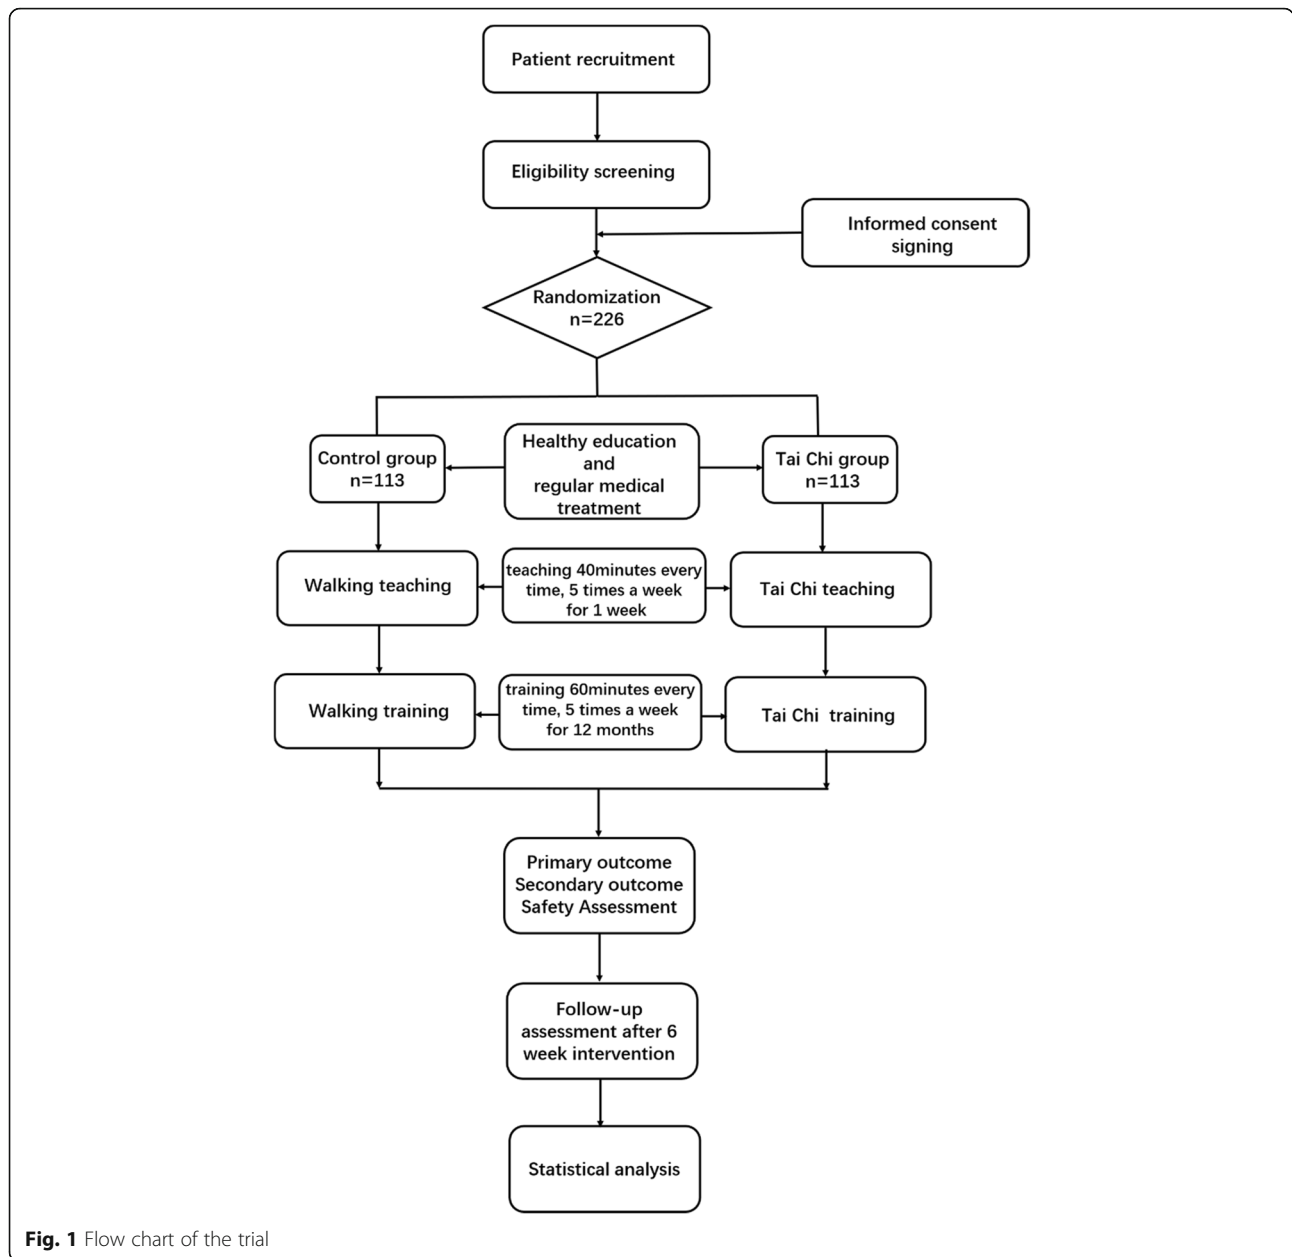 Patient recruitment
Eligibility screening
Informed consent
signing
Randomization
n=226
Control group
n=113
Healthy education
and
regular medical
treatment
Tai Chi group
n=113
Walking teaching
teaching 40minutes every
time, 5 times a week
for 1 week
Tai Chi teaching
Walking training
training 60minutes every
time, 5 times a week
for 12 months
Tai Chi training
Primary outcome
Secondary outcome
Safety Assessment
Follow-up
assessment after 6
week intervention
Statistical analysis
Fig. 1 Flow chart of the trial